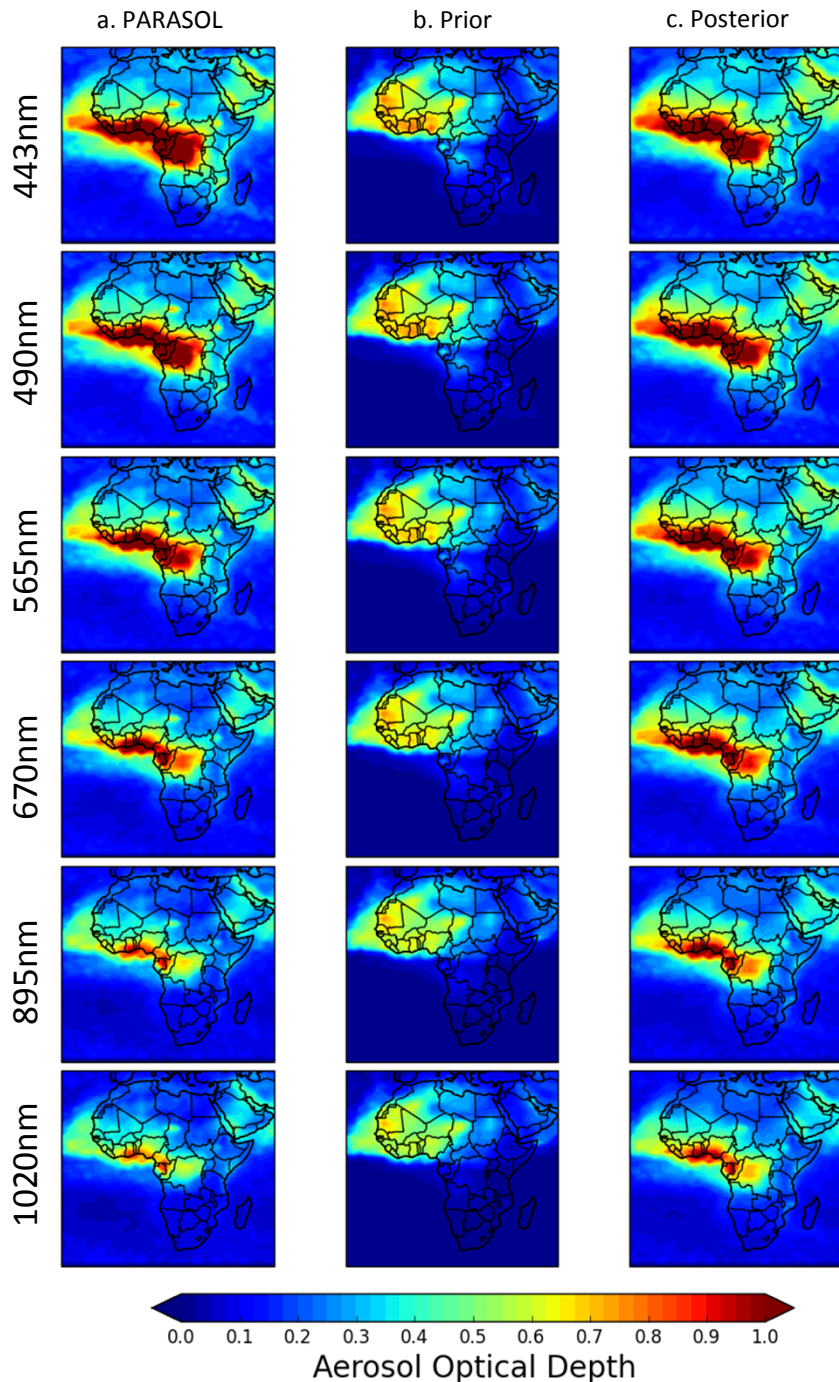 a. PARASOL b. Prior c. Posterior
443nm
490nm
565nm
670nm
895nm
1020nm
0.0 0.1 0.2 0.3 0.4 0.5 0.6 0.7 0.8 0.9 1.0
Aerosol Optical Depth